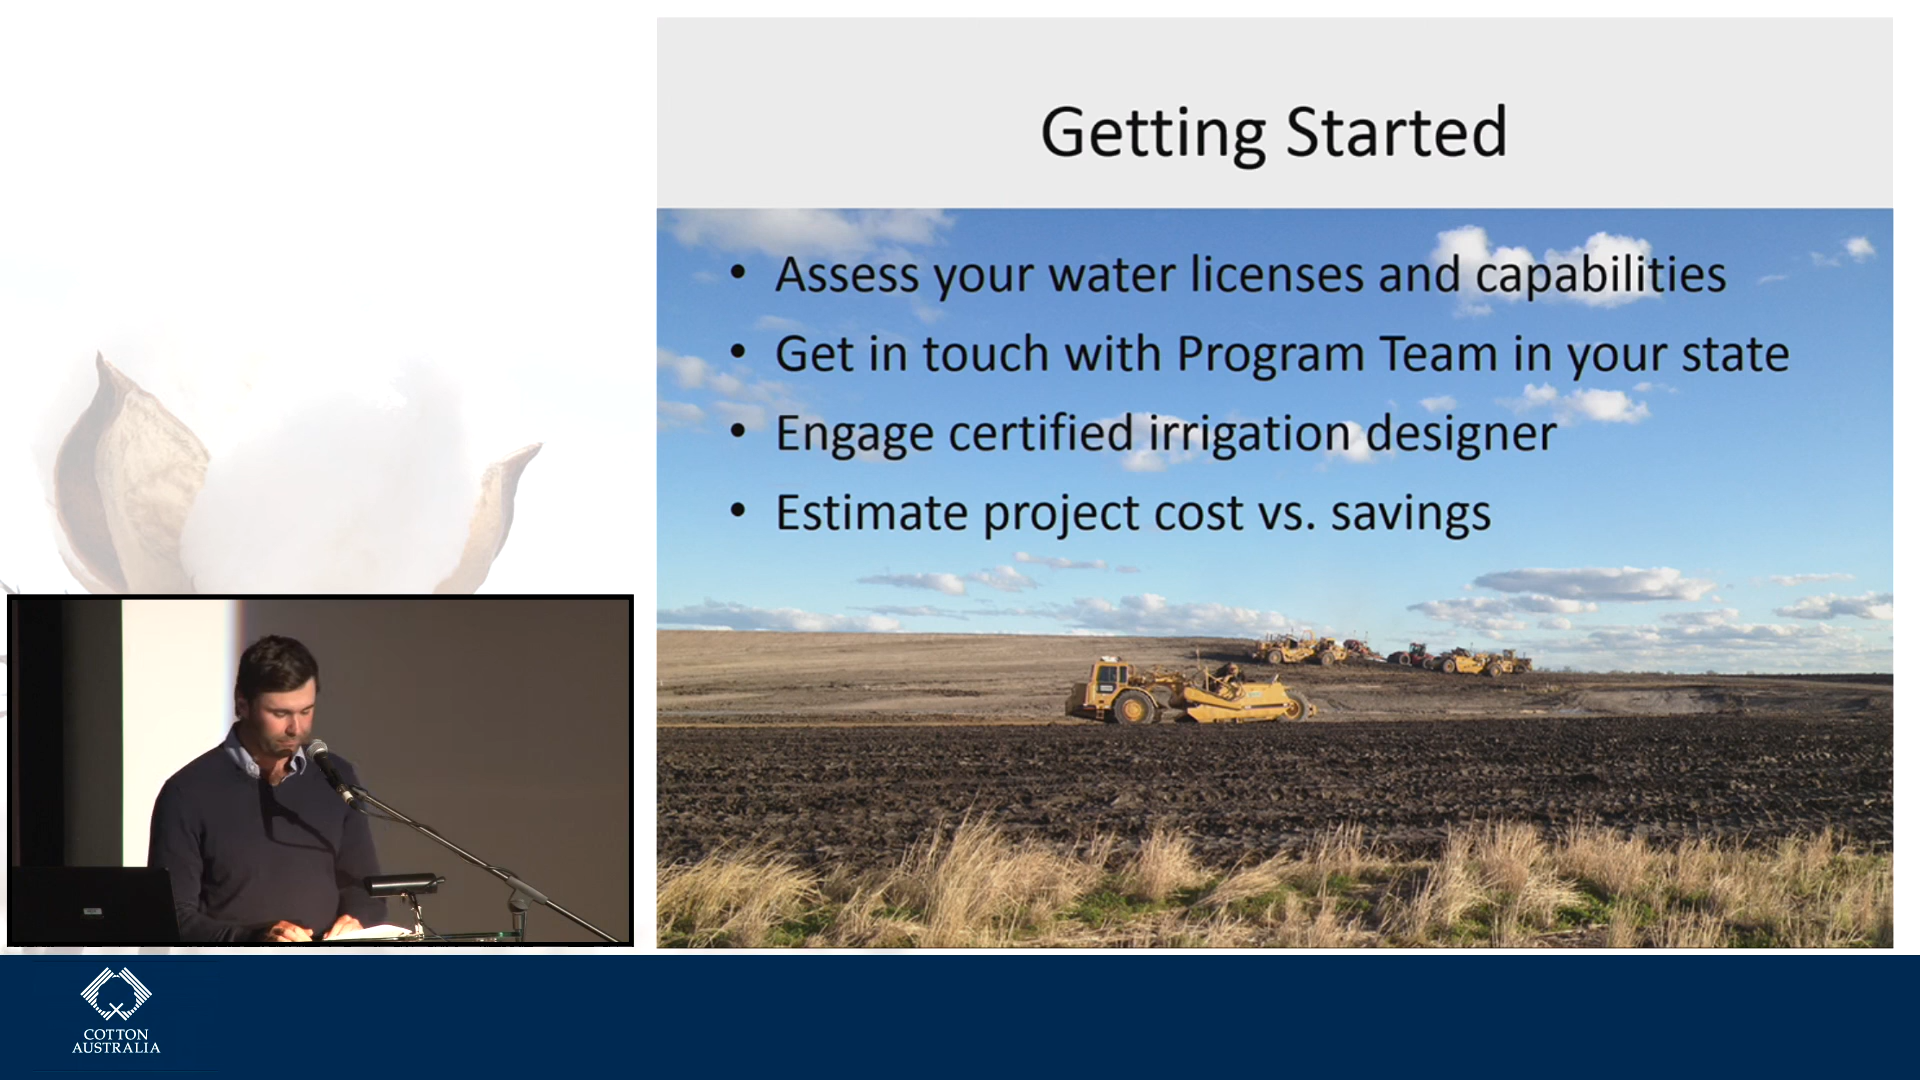 Getting Started
• Assess your water licenses and capabilities
• Get in touch with Program Team in your state
• Engage certified irrigation designer
• Estimate project cost vs. savings
COTTON
AUSTRALIA